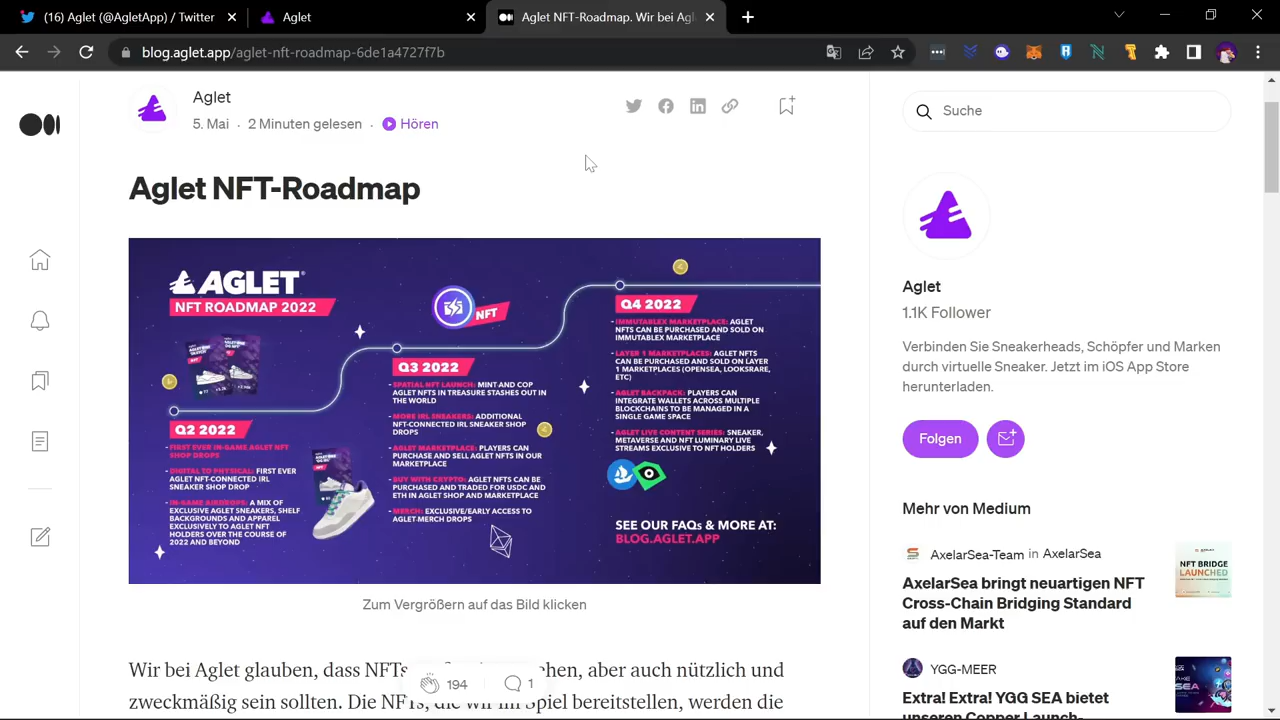 (16) Aglet (@AgletApp) / Twitter
Aglet
Aglet NFT-Roadmap. Wir bei Agl
blog.aglet.app/aglet-nft-roadmap-6de1a4727f7b
Aglet
5. Mai · 2 Minuten gelesen · Hören
Aglet NFT-Roadmap
AGLET
NFT ROADMAP 2022
Q2 2022
- FIRST EVER IN-GAME AGLET NFT
SHOP DROPS
- DIGITAL TO PHYSICAL: FIRST EVER
AGLET NFT-CONNECTED IRL
SNEAKER SHOP DROP
- IN-GAME AIRDROPS: A MIX OF
EXCLUSIVE AGLET SNEAKERS, SHELF
BACKGROUNDS AND APPAREL
EXCLUSIVELY TO AGLET NFT
HOLDERS OVER THE COURSE OF
2022 AND BEYOND
NFT
Q3 2022
- SPATIAL NFT LAUNCH: MINT AND COP
AGLET NFTS IN TREASURE STASHES OUT IN
THE WORLD
- MORE IRL SNEAKERS: ADDITIONAL
NFT-CONNECTED IRL SNEAKER SHOP
DROPS
- AGLET MARKETPLACE: PLAYERS CAN
PURCHASE AND SELL AGLET NFTS IN OUR
MARKETPLACE
- BUY WITH CRYPTO: AGLET NFTS CAN BE
PURCHASED AND TRADED FOR USDC AND
ETH IN AGLET SHOP AND MARKETPLACE
- MERCH: EXCLUSIVE/EARLY ACCESS TO
AGLET MERCH DROPS
Q4 2022
- IMMUTABLEX MARKETPLACE: AGLET
NFTS CAN BE PURCHASED AND SOLD ON
IMMUTABLEX MARKETPLACE
- LAYER 1 MARKETPLACES: AGLET NFTS
CAN BE PURCHASED AND SOLD ON LAYER
1 MARKETPLACES (OPENSEA, LOOKSRARE,
ETC)
- AGLET BACKPACK: PLAYERS CAN
INTEGRATE WALLETS ACROSS MULTIPLE
BLOCKCHAINS TO BE MANAGED IN A
SINGLE GAME SPACE
- AGLET LIVE CONTENT SERIES: SNEAKER,
METAVERSE AND NFT LUMINARY LIVE
STREAMS EXCLUSIVE TO NFT HOLDERS
SEE OUR FAQs & MORE AT:
BLOG.AGLET.APP
Zum Vergrößern auf das Bild klicken
Wir bei Aglet glauben, dass NFTs ehen, aber auch nützlich und
zweckmäßig sein sollten. Die NFTs, die wir im Spiel bereitstellen, werden die
194
1
Suche
Aglet
1.1K Follower
Verbinden Sie Sneakerheads, Schöpfer und Marken
durch virtuelle Sneaker. Jetzt im iOS App Store
herunterladen.
Folgen
Mehr von Medium
AxelarSea-Team in AxelarSea
AxelarSea bringt neuartigen NFT
Cross-Chain Bridging Standard
auf den Markt
NFT BRIDGE
LAUNCHED
YGG-MEER
Extra! Extra! YGG SEA bietet
unseren Copper Launch-